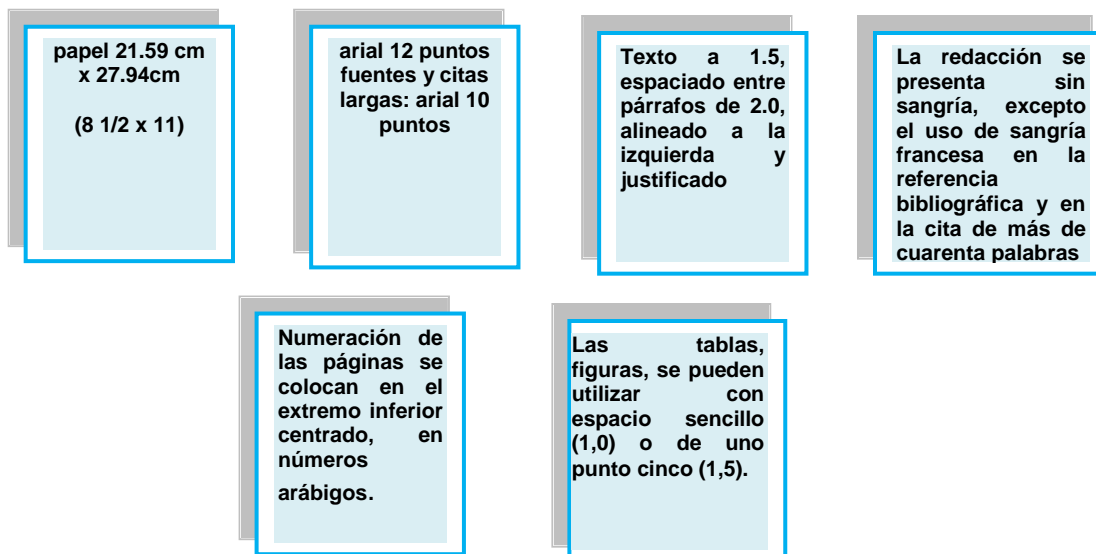 papel 21.59 cm
x 27.94cm
(8 1/2 x 11)
arial 12 puntos
fuentes y citas
largas: arial 10
puntos
Texto a 1.5,
espaciado entre
párrafos de 2.0,
alineado a la
izquierda y
justificado
La redacción se
presenta sin
sangría, excepto
el uso de sangría
francesa en la
referencia
bibliográfica y en
la cita de más de
cuarenta palabras
Numeración de
las páginas se
colocan en el
extremo inferior
centrado, en
números
arábigos.
Las tablas,
figuras, se pueden
utilizar con
espacio sencillo
(1,0) o de uno
punto cinco (1,5).